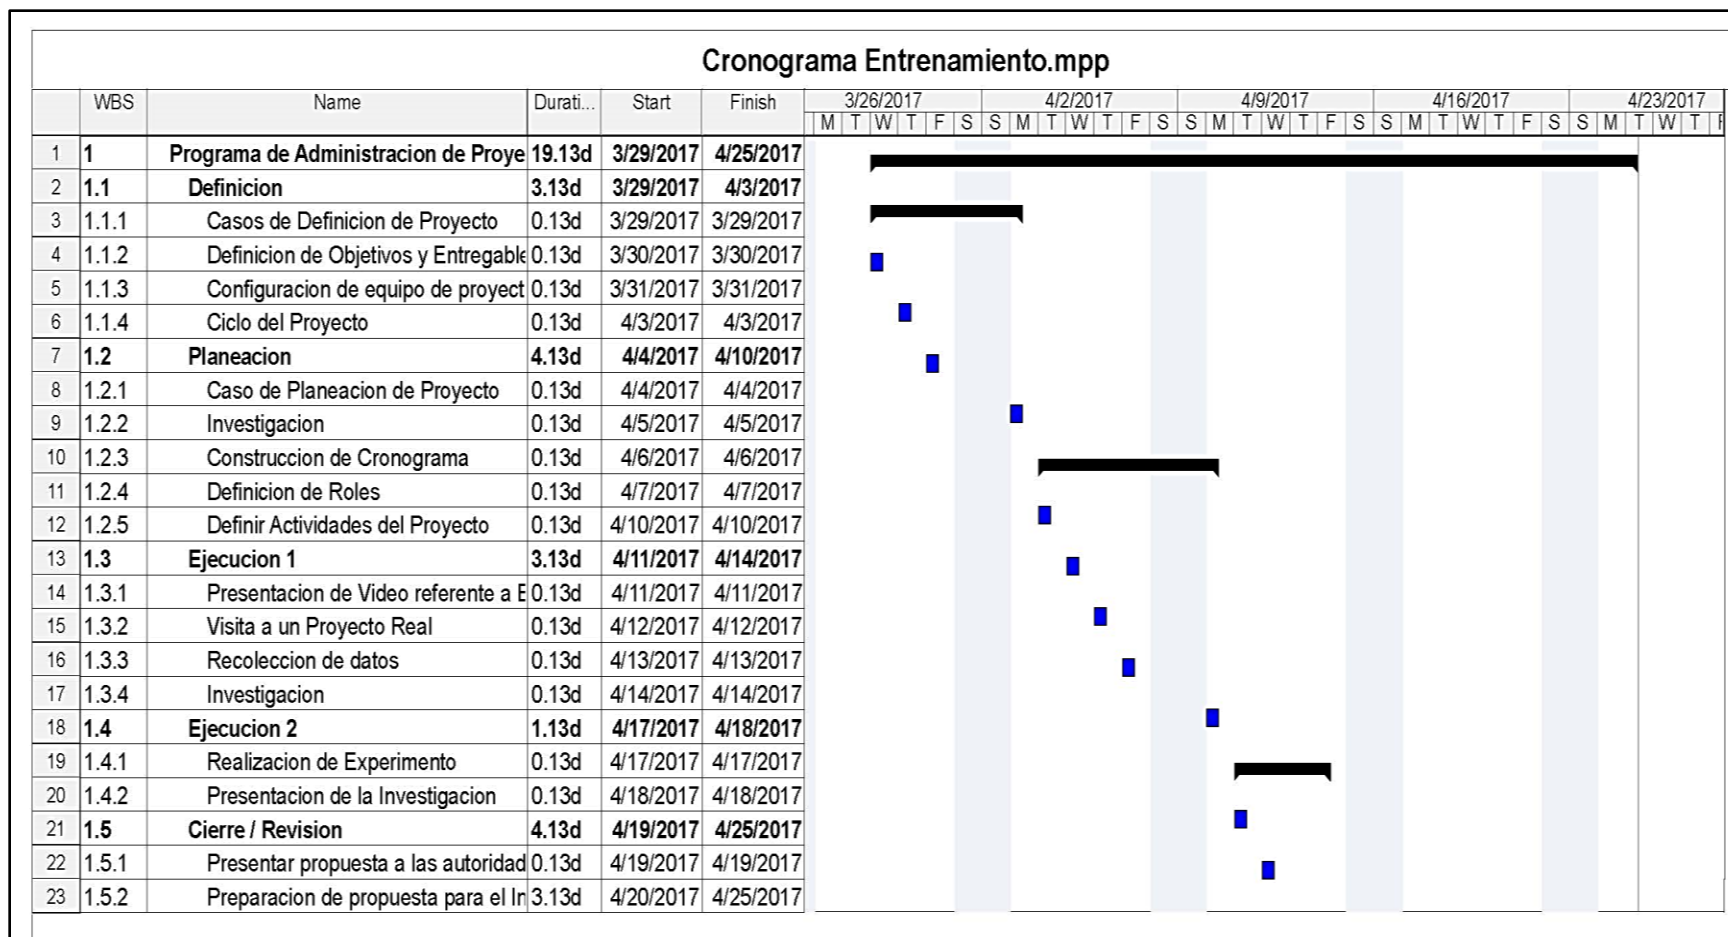 Cronograma Entrenamiento.mpp
WBS Name Durati... Start Finish 3/26/2017 4/2/2017 4/9/2017 4/16/2017 4/23/2017
M T W T F S S M T W T F S S M T W T F S S M T W T F S S M T W T F
1 1 Programa de Administracion de Proye 19.13d 3/29/2017 4/25/2017
2 1.1 Definicion 3.13d 3/29/2017 4/3/2017
3 1.1.1 Casos de Definicion de Proyecto 0.13d 3/29/2017 3/29/2017
4 1.1.2 Definicion de Objetivos y Entregable 0.13d 3/30/2017 3/30/2017
5 1.1.3 Configuracion de equipo de proyect 0.13d 3/31/2017 3/31/2017
6 1.1.4 Ciclo del Proyecto 0.13d 4/3/2017 4/3/2017
7 1.2 Planeacion 4.13d 4/4/2017 4/10/2017
8 1.2.1 Caso de Planeacion de Proyecto 0.13d 4/4/2017 4/4/2017
9 1.2.2 Investigacion 0.13d 4/5/2017 4/5/2017
10 1.2.3 Construccion de Cronograma 0.13d 4/6/2017 4/6/2017
11 1.2.4 Definicion de Roles 0.13d 4/7/2017 4/7/2017
12 1.2.5 Definir Actividades del Proyecto 0.13d 4/10/2017 4/10/2017
13 1.3 Ejecucion 1 3.13d 4/11/2017 4/14/2017
14 1.3.1 Presentacion de Video referente a E 0.13d 4/11/2017 4/11/2017
15 1.3.2 Visita a un Proyecto Real 0.13d 4/12/2017 4/12/2017
16 1.3.3 Recoleccion de datos 0.13d 4/13/2017 4/13/2017
17 1.3.4 Investigacion 0.13d 4/14/2017 4/14/2017
18 1.4 Ejecucion 2 1.13d 4/17/2017 4/18/2017
19 1.4.1 Realizacion de Experimento 0.13d 4/17/2017 4/17/2017
20 1.4.2 Presentacion de la Investigacion 0.13d 4/18/2017 4/18/2017
21 1.5 Cierre / Revision 4.13d 4/19/2017 4/25/2017
22 1.5.1 Presentar propuesta a las autoridad 0.13d 4/19/2017 4/19/2017
23 1.5.2 Preparacion de propuesta para el In 3.13d 4/20/2017 4/25/2017